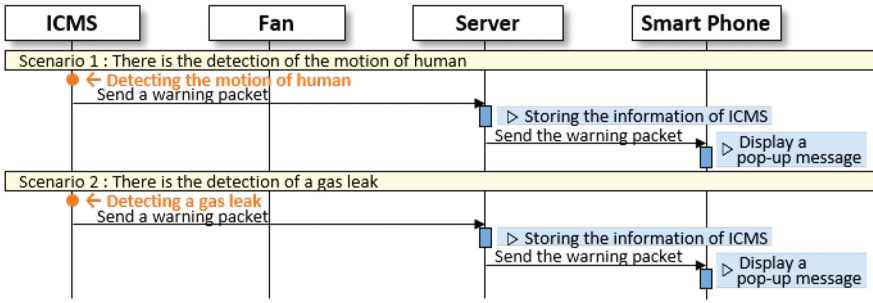 ICMS Fan Server Smart Phone
Scenario 1 : There is the detection of the motion of human
← Detecting the motion of human
Send a warning packet
▷ Storing the information of ICMS
Send the warning packet
▷ Display a
pop-up message
Scenario 2 : There is the detection of a gas leak
← Detecting a gas leak
Send a warning packet
▷ Storing the information of ICMS
Send the warning packet
▷ Display a
pop-up message